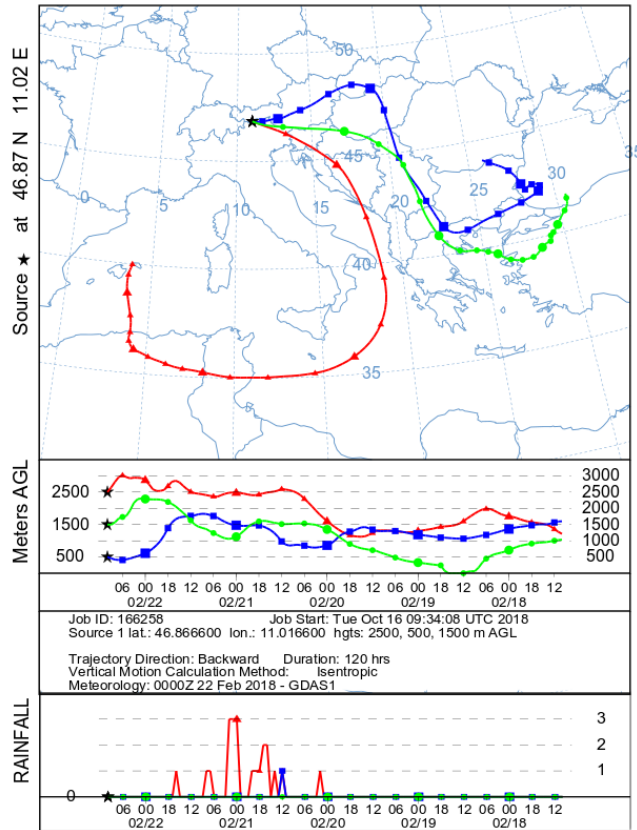 Source ★ at 46.87 N 11.02 E
50
45
30
35
25
0
5
10
15
20
40
35
Meters AGL
2500
1500
500
3000
2500
2000
1500
1000
500
06 00 18 12 06 00 18 12 06 00 18 12 06 00 18 12 06 00 18 12
02/22 02/21 02/20 02/19 02/18
Job ID: 166258 Job Start: Tue Oct 16 09:34:08 UTC 2018
Source 1 lat.: 46.866600 lon.: 11.016600 hgts: 2500, 500, 1500 m AGL
Trajectory Direction: Backward Duration: 120 hrs
Vertical Motion Calculation Method: Isentropic
Meteorology: 0000Z 22 Feb 2018 - GDAS1
RAINFALL
3
2
1
0
06 00 18 12 06 00 18 12 06 00 18 12 06 00 18 12 06 00 18 12
02/22 02/21 02/20 02/19 02/18